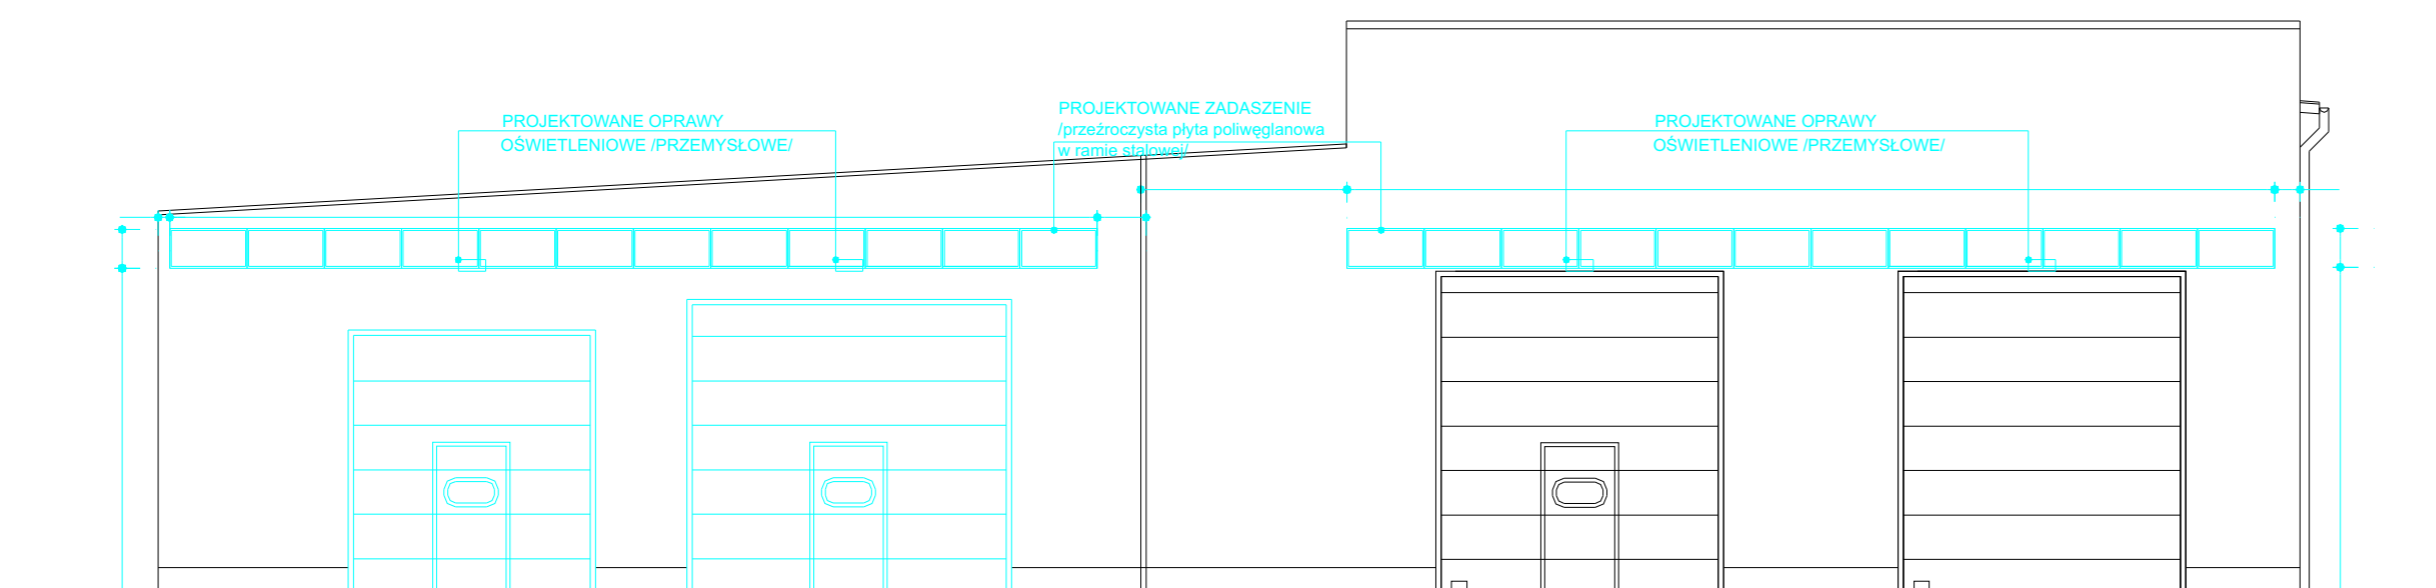 PROJEKTOWANE OPRAWY
OŚWIETLENIOWE /PRZEMYSŁOWE/
PROJEKTOWANE ZADASZENIE
/przeźroczysta płyta poliwęglanowa
w ramie stalowej/
PROJEKTOWANE OPRAWY
OŚWIETLENIOWE /PRZEMYSŁOWE/